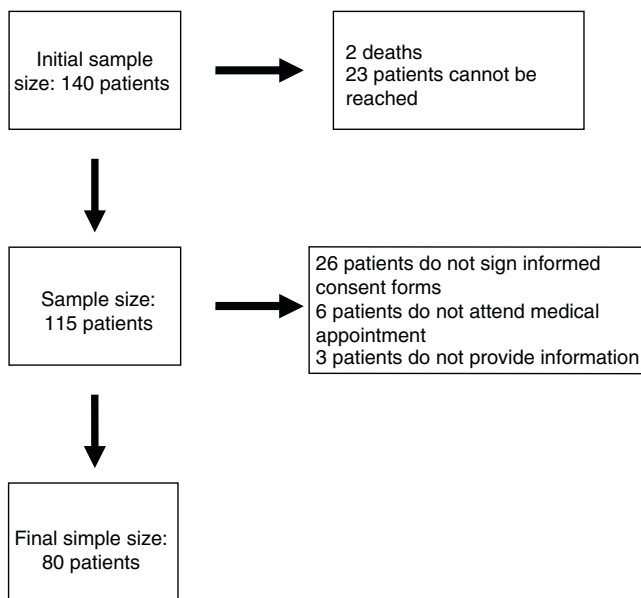 Initial sample
size: 140 patients
2 deaths
23 patients cannot be
reached
Sample size:
115 patients
26 patients do not sign informed
consent forms
6 patients do not attend medical
appointment
3 patients do not provide information
Final simple size:
80 patients